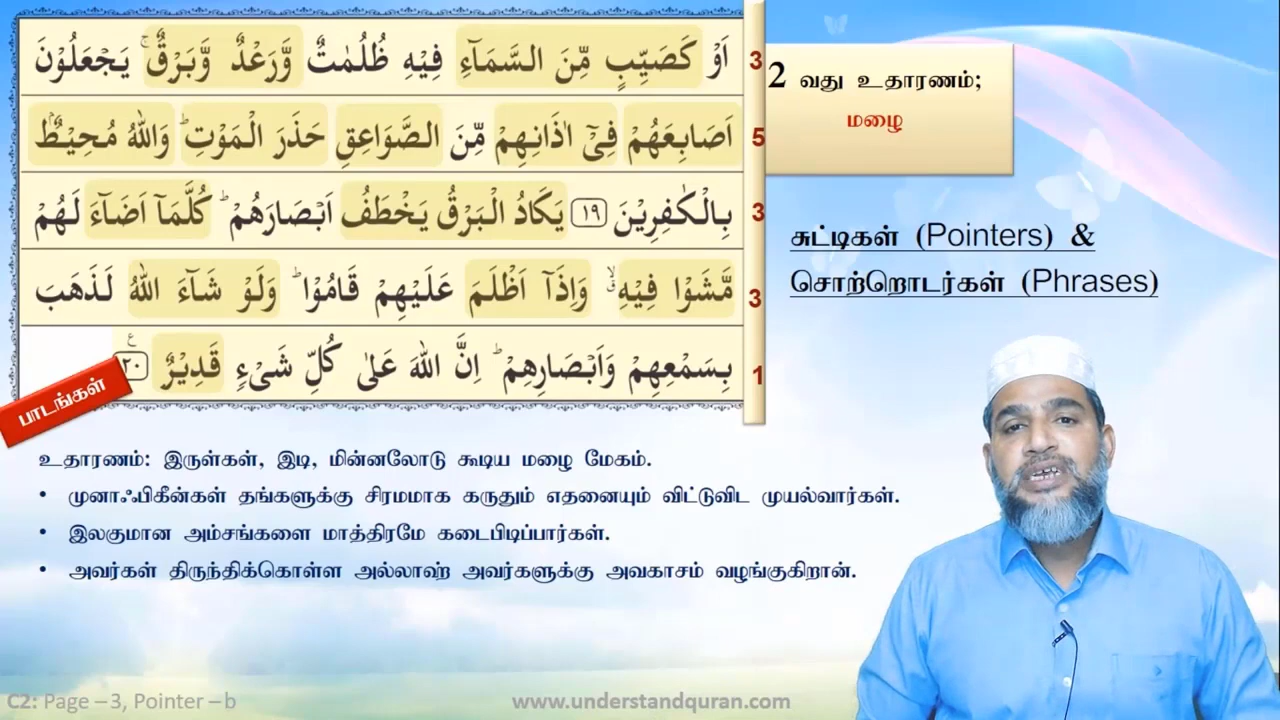 اَوْ كَصَيِّبٍ مِّنَ السَّمَآءِ فِيْهِ ظُلُمٰتٌ وَّرَعْدٌ وَّبَرْقٌ ۚ يَجْعَلُوْنَ
3
اَصَابِعَهُمْ فِيْٓ اٰذَانِهِمْ مِّنَ الصَّوَاعِقِ حَذَرَ الْمَوْتِ ؕ وَاللّٰهُ مُحِيْطٌۢ
5
بِالْكٰفِرِيْنَ ۱۹ يَكَادُ الْبَرْقُ يَخْطَفُ اَبْصَارَهُمْ ؕ كُلَّمَآ اَضَآءَ لَهُمْ
3
مَّشَوْا فِيْهِ ۙ وَاِذَآ اَظْلَمَ عَلَيْهِمْ قَامُوْا ؕ وَلَوْ شَآءَ اللّٰهُ لَذَهَبَ
3
بِسَمْعِهِمْ وَاَبْصَارِهِمْ ؕ اِنَّ اللّٰهَ عَلٰى كُلِّ شَيْءٍ قَدِيْرٌ ۲۰
1
2 வது உதாரணம்;
மழை
சுட்டிகள் (Pointers) &
சொற்றொடர்கள் (Phrases)
பாடங்கள்
உதாரணம்: இருள்கள், இடி, மின்னலோடு கூடிய மழை மேகம்.
• முனாஃபிகீன்கள் தங்களுக்கு சிரமமாக கருதும் எதனையும் விட்டுவிட முயல்வார்கள்.
• இலகுமான அம்சங்களை மாத்திரமே கடைபிடிப்பார்கள்.
• அவர்கள் திருந்திக்கொள்ள அல்லாஹ் அவர்களுக்கு அவகாசம் வழங்குகிறான்.
C2: Page – 3, Pointer – b
www.understandquran.com